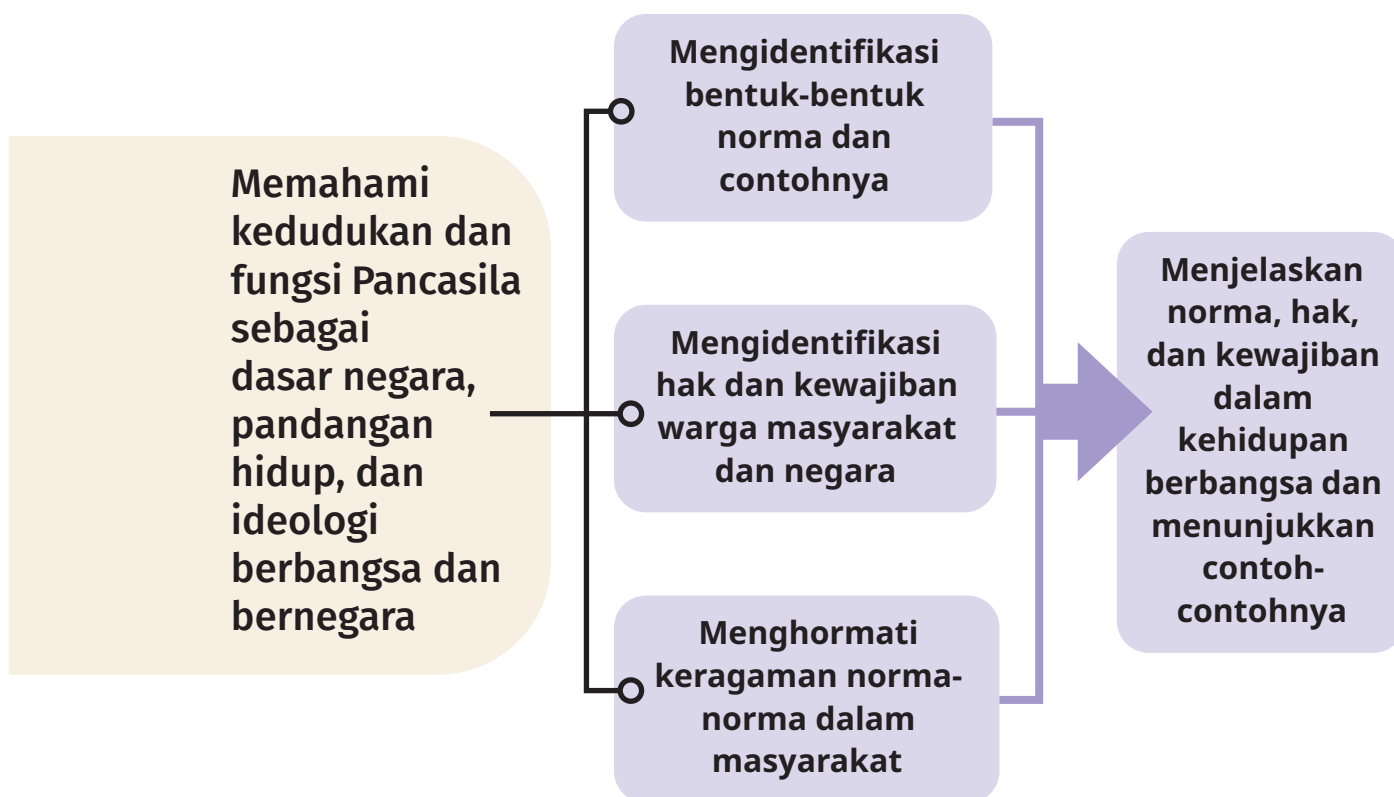 Memahami
kedudukan dan
fungsi Pancasila
sebagai
dasar negara,
pandangan
hidup, dan
ideologi
berbangsa dan
bernegara
Mengidentifikasi
bentuk-bentuk
norma dan
contohnya
Mengidentifikasi
hak dan kewajiban
warga masyarakat
dan negara
Menghormati
keragaman norma-
norma dalam
masyarakat
Menjelaskan
norma, hak,
dan kewajiban
dalam
kehidupan
berbangsa dan
menunjukkan
contoh-
contohnya